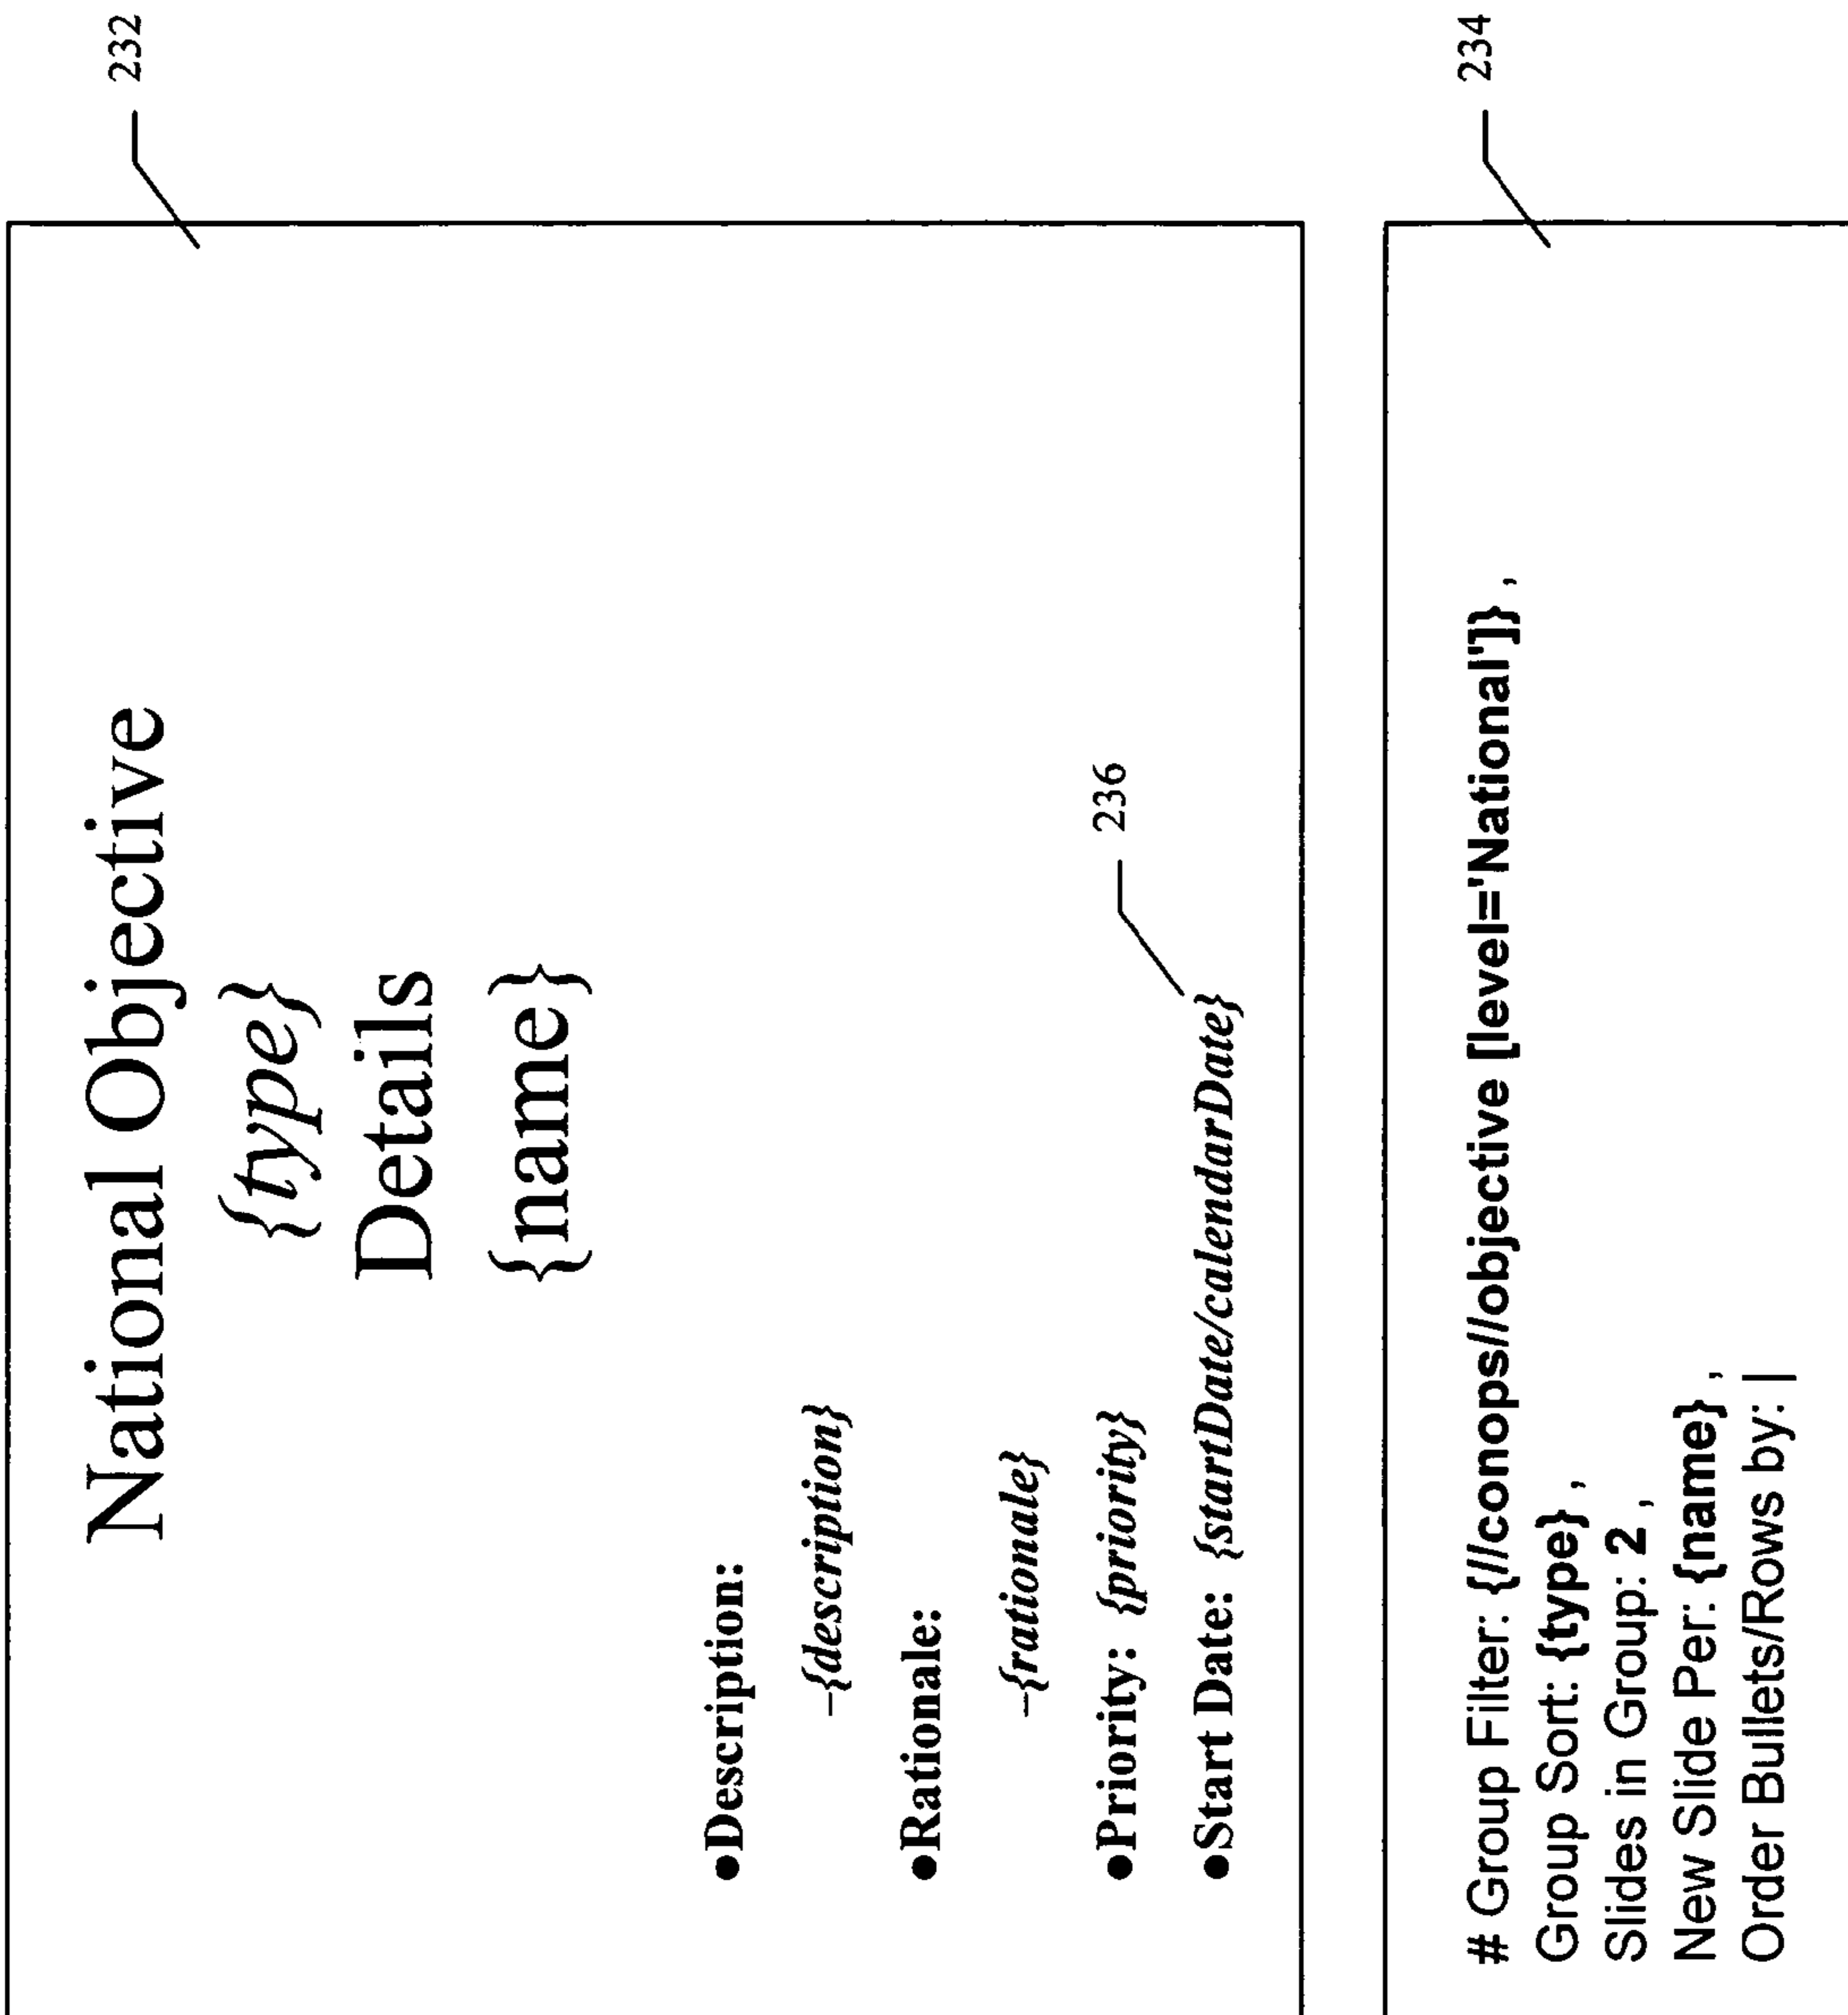 232
National Objective
{type}
Details
{name}
●Description:
–{description}
●Rationale:
–{rationale}
●Priority: {priority}
236
●Start Date: {startDate/calendarDate}
234
# Group Filter: {//conops//objective [level='National']} ,
Group Sort: {type} ,
Slides in Group: 2 ,
New Slide Per: {name} ,
Order Bullets/Rows by: |